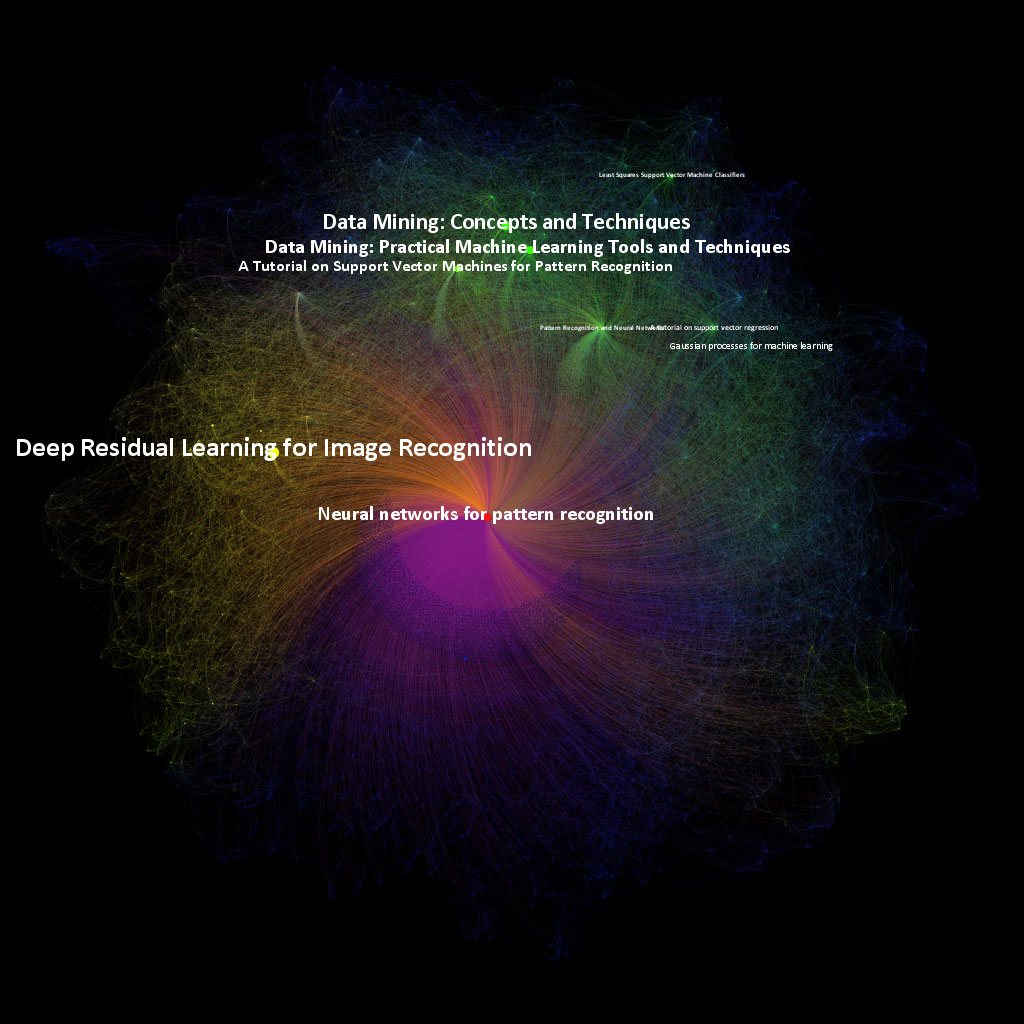 Least Squares Support Vector Machine Classifiers
Data Mining: Concepts and Techniques
Data Mining: Practical Machine Learning Tools and Techniques
A Tutorial on Support Vector Machines for Pattern Recognition
Pattern Recognition and Neural Networks
A tutorial on support vector regression
Gaussian processes for machine learning
Deep Residual Learning for Image Recognition
Neural networks for pattern recognition